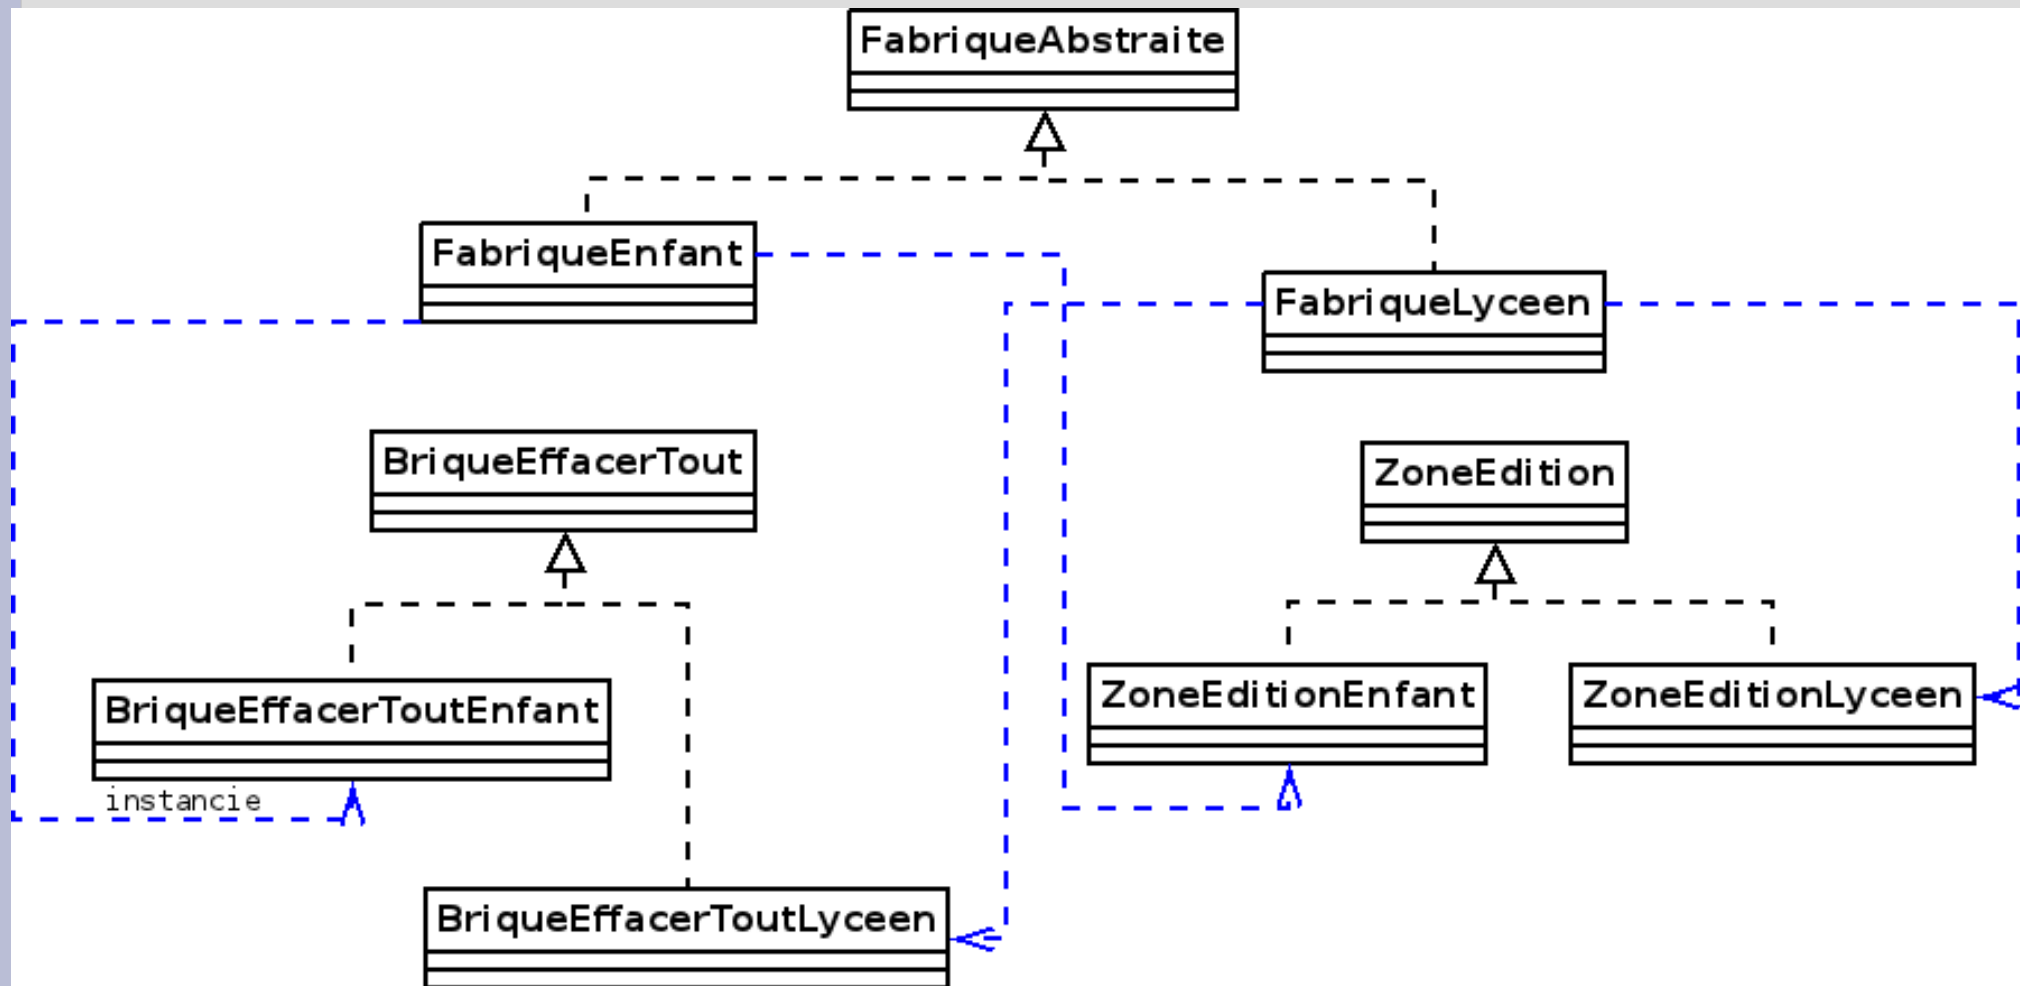 FabriqueAbstraite
FabriqueEnfant
FabriqueLyceen
BriqueEffacerTout
ZoneEdition
BriqueEffacerToutEnfant
ZoneEditionEnfant
ZoneEditionLyceen
instancie
BriqueEffacerToutLyceen